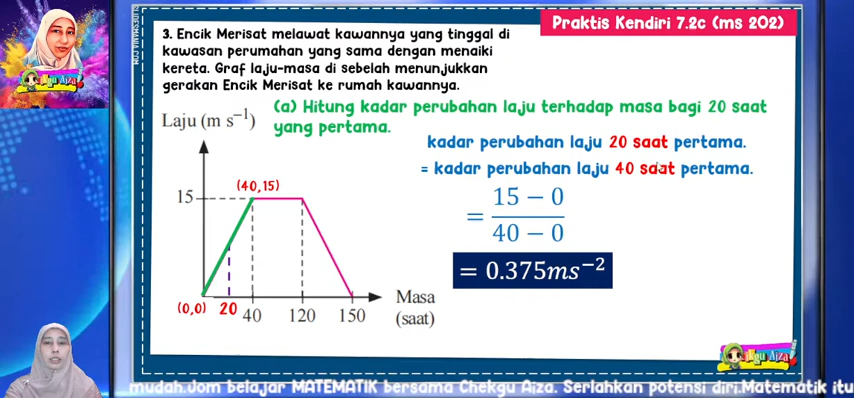 Praktis Kendiri 7.2c (ms 202)
3. Encik Merisat melawat kawannya yang tinggal di
kawasan perumahan yang sama dengan menaiki
kereta. Graf laju-masa di sebelah menunjukkan
gerakan Encik Merisat ke rumah kawannya.
(a) Hitung kadar perubahan laju terhadap masa bagi 20 saat
yang pertama.
Laju (m s⁻¹)
kadar perubahan laju 20 saat pertama.
= kadar perubahan laju 40 saat pertama.
(40,15)
15
= 15 − 0
40 − 0
= 0.375ms⁻²
Masa
(saat)
(0,0) 20 40 120 150
mudah.Jom belajar MATEMATIK bersama Chekgu Aiza. Serlahkan potensi diri.Matematik itu